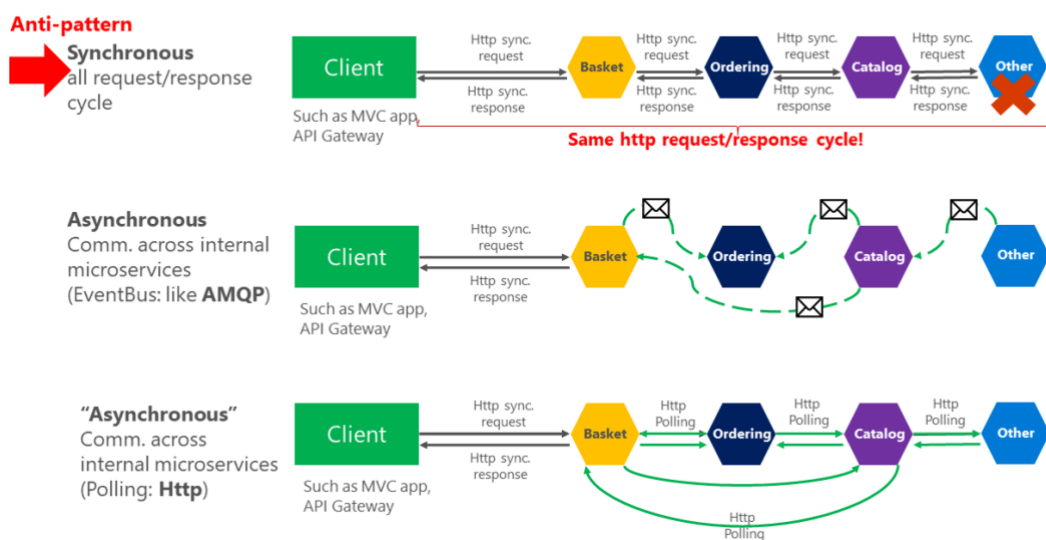 Anti-pattern
Synchronous
all request/response
cycle
Client
Such as MVC app,
API Gateway
Http sync.
request
Http sync.
response
Basket
Http sync.
request
Http sync.
response
Ordering
Http sync.
request
Http sync.
response
Catalog
Http sync.
request
Http sync.
response
Other
Same http request/response cycle!
Asynchronous
Comm. across internal
microservices
(EventBus: like AMQP)
Client
Such as MVC app,
API Gateway
Http sync.
request
Http sync.
response
Basket
Ordering
Catalog
Other
"Asynchronous"
Comm. across
internal microservices
(Polling: Http)
Client
Such as MVC app,
API Gateway
Http sync.
request
Http sync.
response
Basket
Http
Polling
Ordering
Http
Polling
Catalog
Http
Polling
Other
Http
Polling